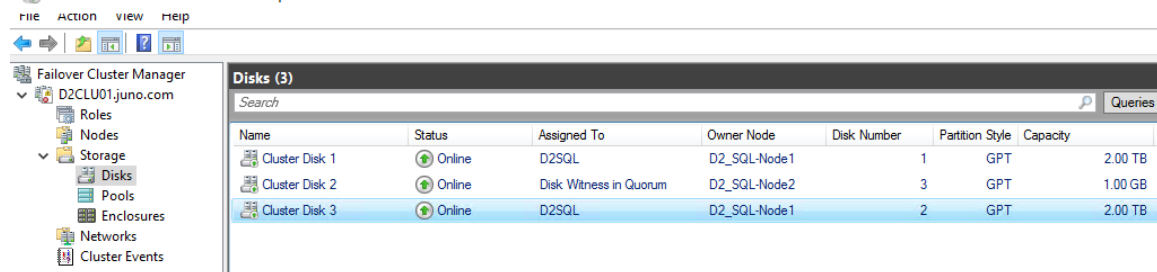 File Action View Help
Failover Cluster Manager
D2CLU01.juno.com
Roles
Nodes
Storage
Disks
Pools
Enclosures
Networks
Cluster Events
Disks (3)
Search Queries
Name Status Assigned To Owner Node Disk Number Partition Style Capacity
Cluster Disk 1 Online D2SQL D2_SQL-Node1 1 GPT 2.00 TB
Cluster Disk 2 Online Disk Witness in Quorum D2_SQL-Node2 3 GPT 1.00 GB
Cluster Disk 3 Online D2SQL D2_SQL-Node1 2 GPT 2.00 TB